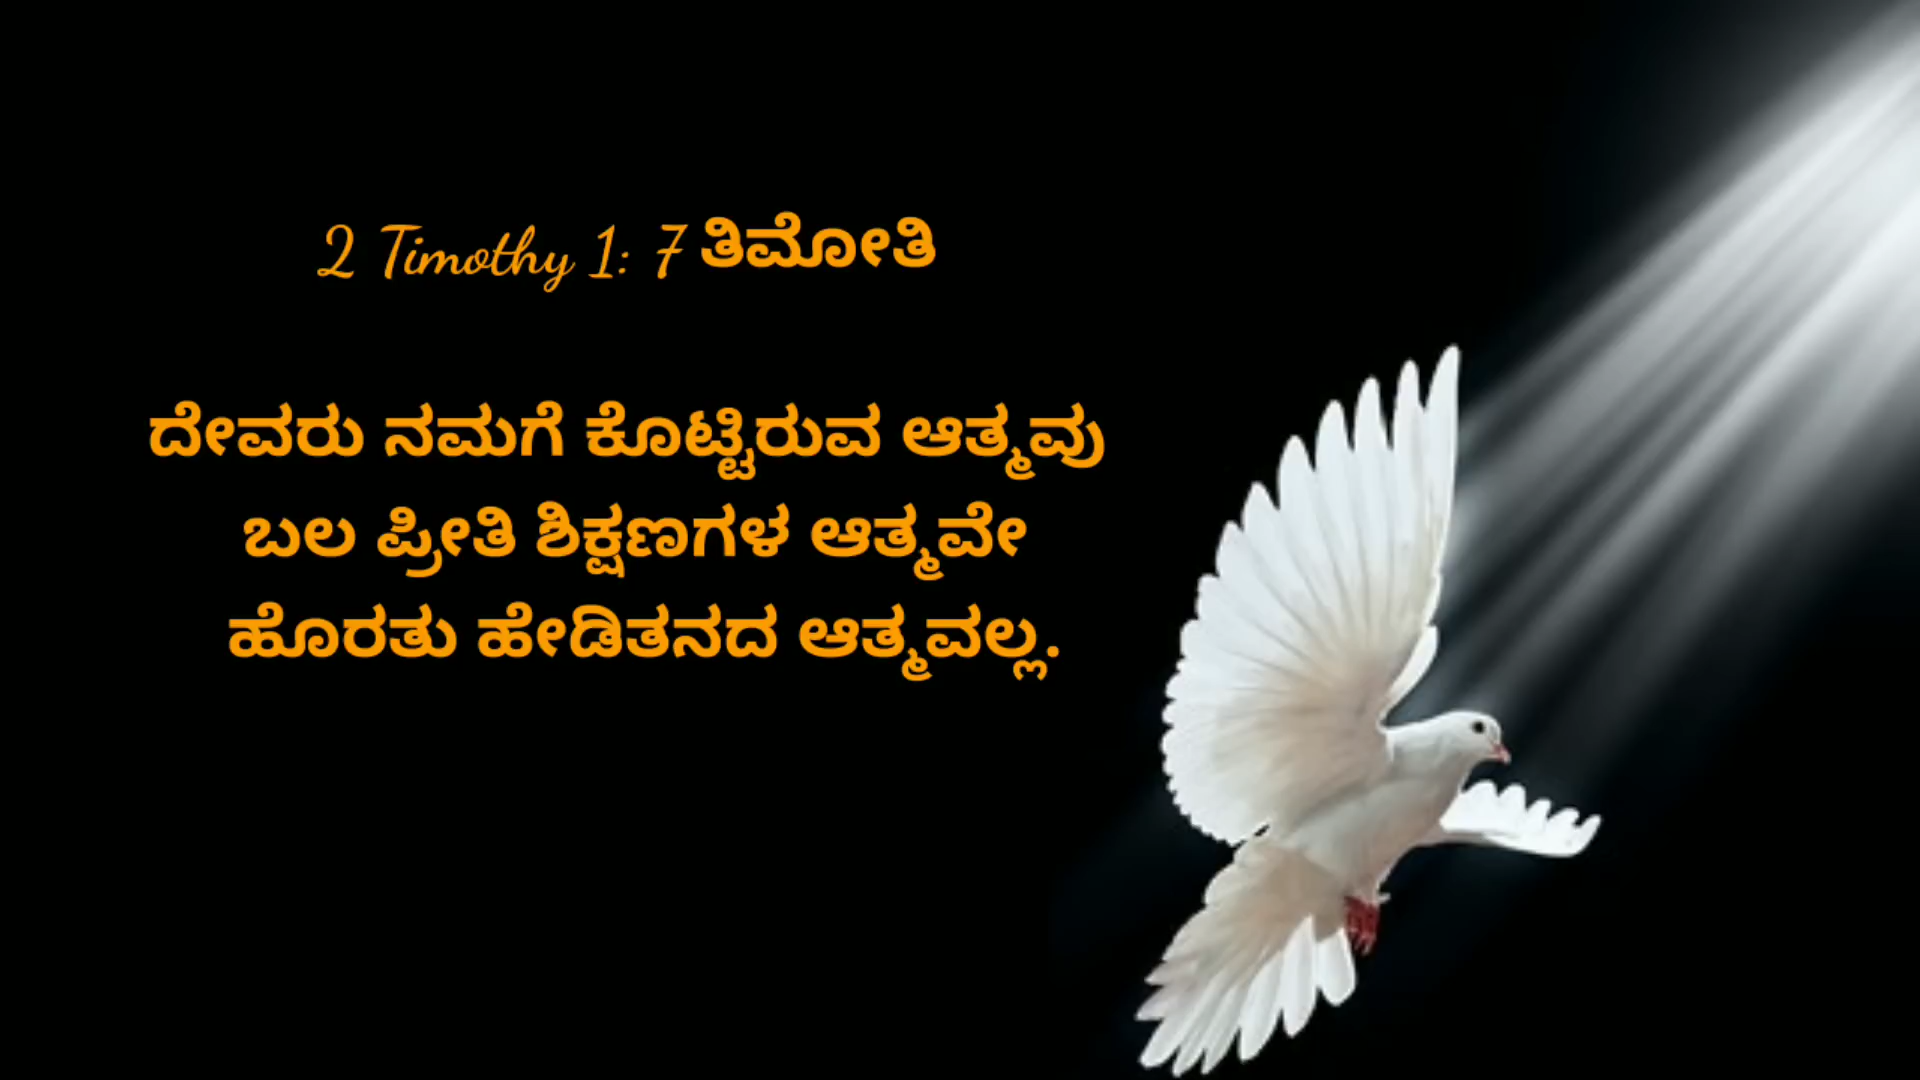 2 Timothy 1: 7 ತಿಮೋತಿ
ದೇವರು ನಮಗೆ ಕೊಟ್ಟಿರುವ ಆತ್ಮವು
ಬಲ ಪ್ರೀತಿ ಶಿಕ್ಷಣಗಳ ಆತ್ಮವೇ
ಹೊರತು ಹೇಡಿತನದ ಆತ್ಮವಲ್ಲ.